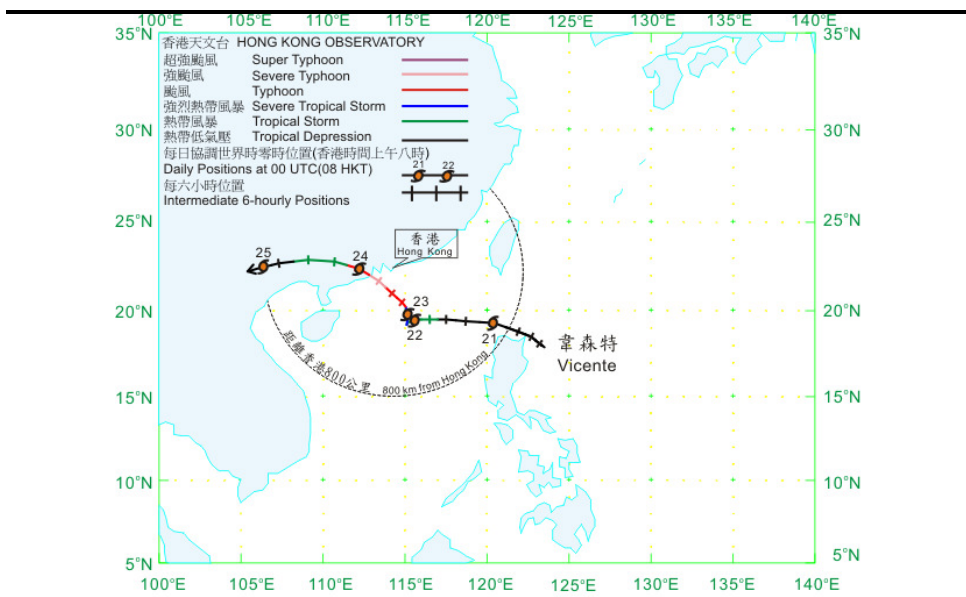 100°E 105°E 110°E 115°E 120°E 125°E 130°E 135°E 140°E
35°N 35°N
香港天文台 HONG KONG OBSERVATORY
超強颱風 Super Typhoon
強颱風 Severe Typhoon
颱風 Typhoon
強烈熱帶風暴 Severe Tropical Storm
熱帶風暴 Tropical Storm
熱帶低氣壓 Tropical Depression
30°N 30°N
每日協調世界時零時位置(香港時間上午八時)
Daily Positions at 00 UTC(08 HKT) 21 22
每六小時位置
Intermediate 6-hourly Positions
25°N 25°N
香港
Hong Kong
25 24
23
20°N 20°N
22 21
韋森特
Vicente
距離香港800公里 800 km from Hong Kong
15°N 15°N
10°N 10°N
5°N 5°N
100°E 105°E 110°E 115°E 120°E 125°E 130°E 135°E 140°E